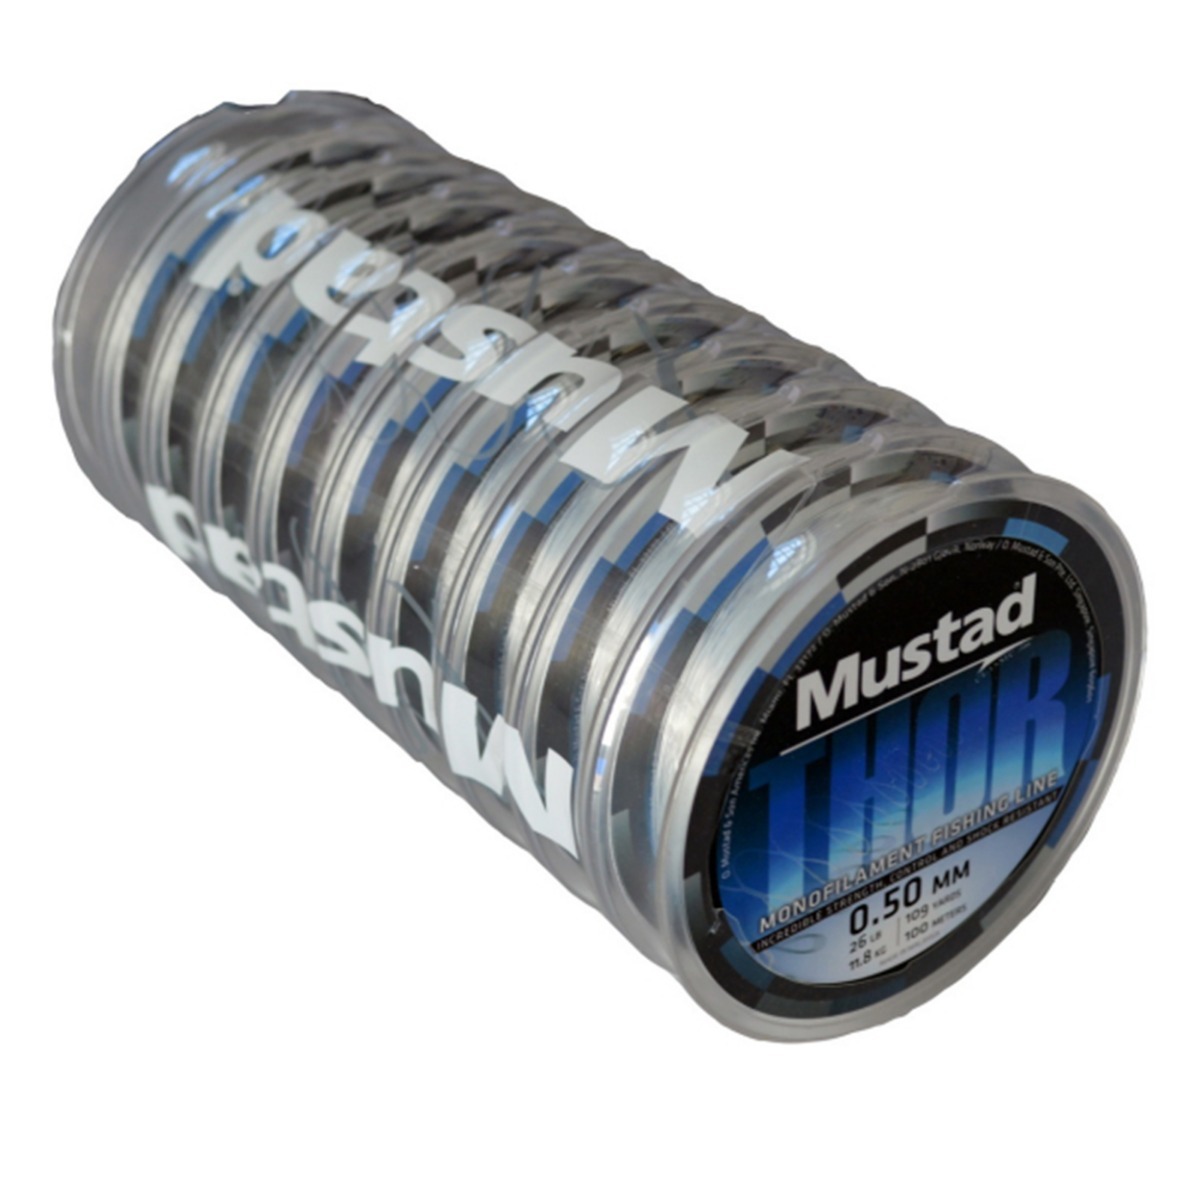 Mustad
Mustad
Mustad
THOR
MONOFILAMENT FISHING LINE
INCREDIBLE STRENGTH, CONTROL AND SHOCK RESISTANT
0.50 MM
26 LB
109 YARDS
11.8 KG
100 METERS